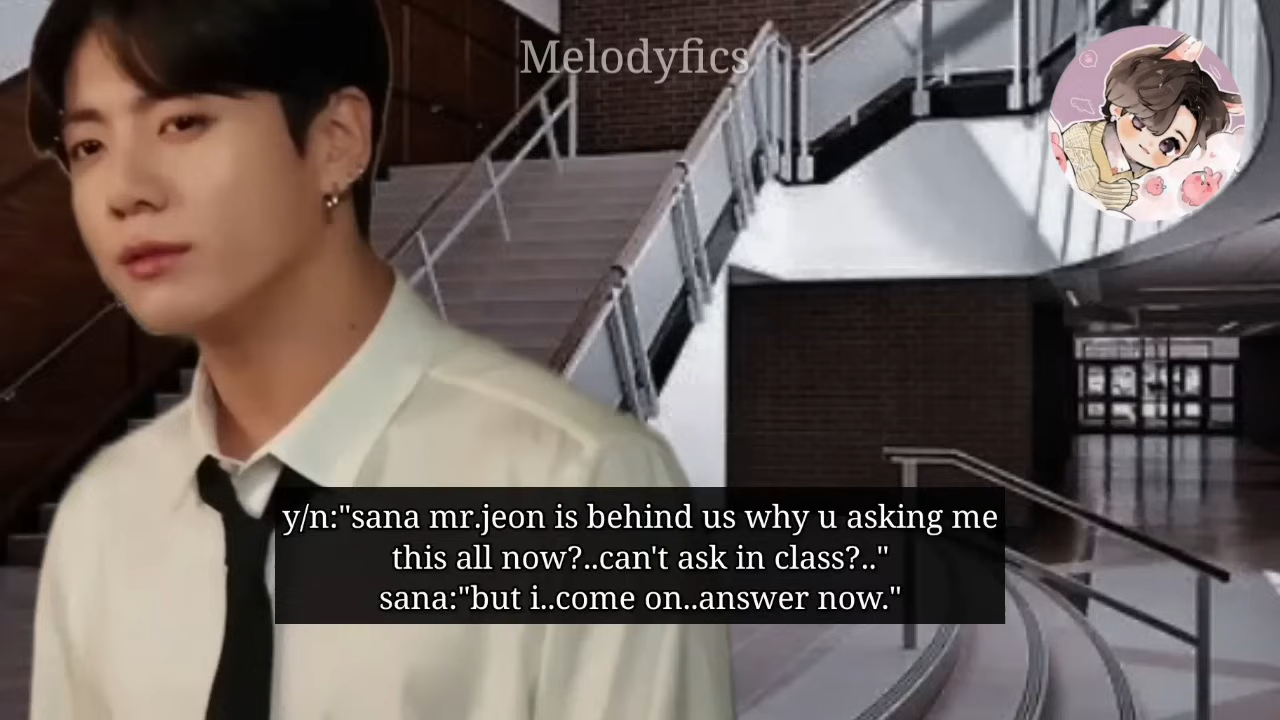 Melodyfics
y/n:"sana mr.jeon is behind us why u asking me
this all now?..can't ask in class?.."
sana:"but i..come on..answer now."